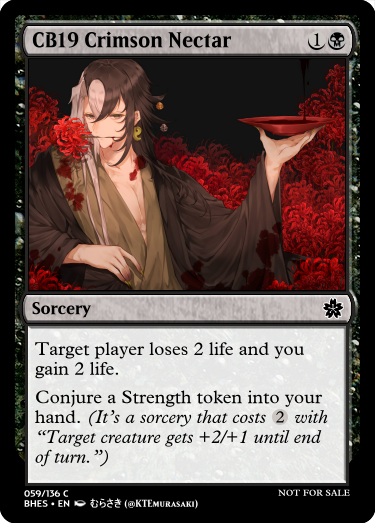 CB19 Crimson Nectar 1
Sorcery
Target player loses 2 life and you
gain 2 life.
Conjure a Strength token into your
hand. (It's a sorcery that costs 2 with
“Target creature gets +2/+1 until end
of turn.”)
059/136 C
NOT FOR SALE
BHES • EN むらさき (@KTEMURASAKI)